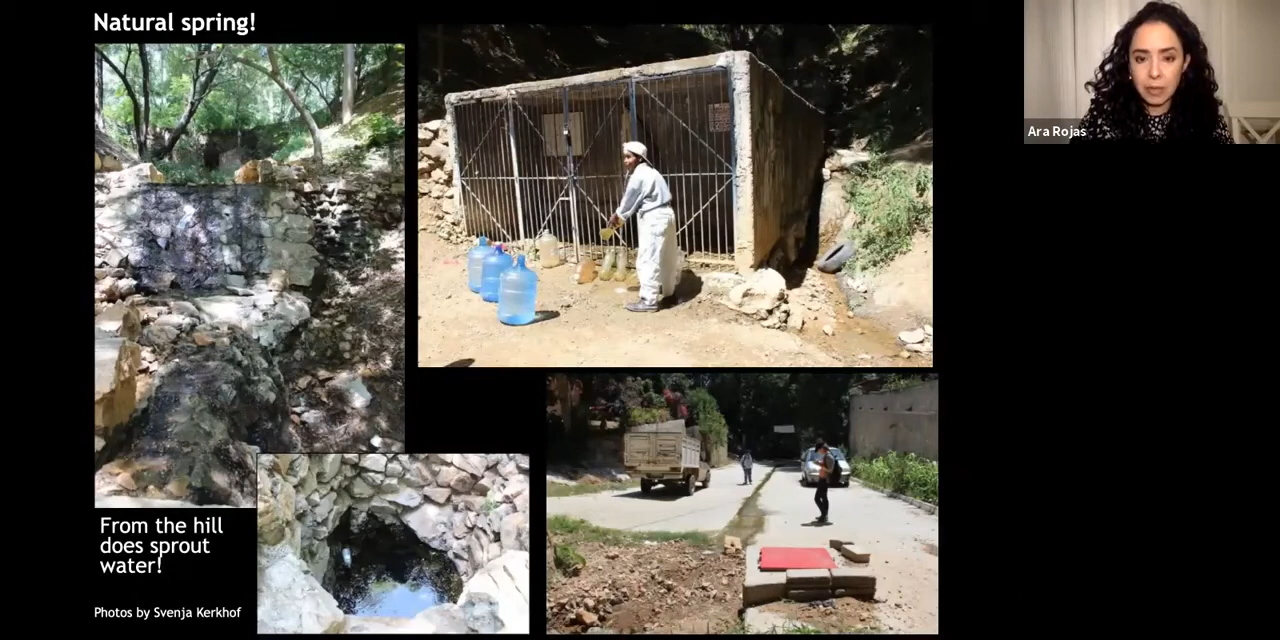 Natural spring!
From the hill
does sprout
water!
Photos by Svenja Kerkhof
Ara Rojas